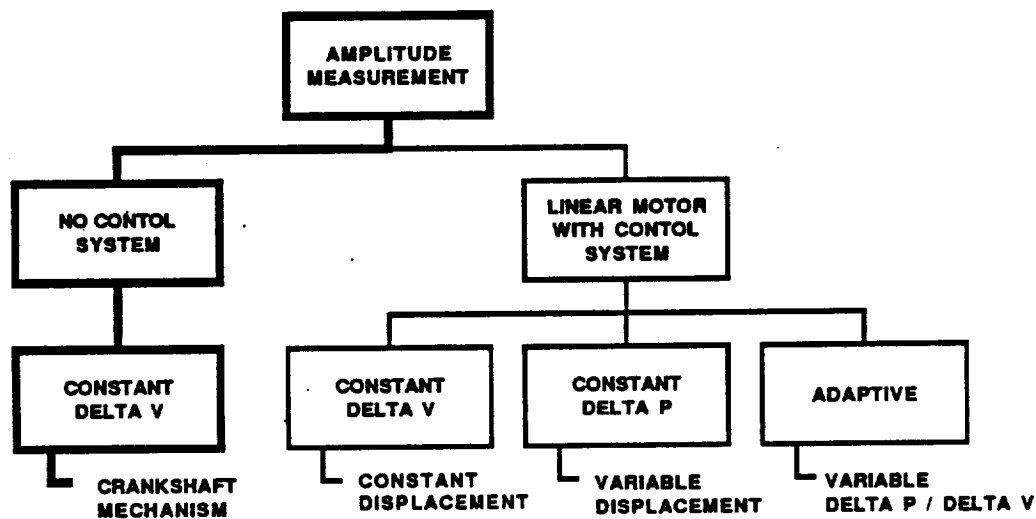 AMPLITUDE
MEASUREMENT
NO CONTOL
SYSTEM
LINEAR MOTOR
WITH CONTOL
SYSTEM
CONSTANT
DELTA V
CONSTANT
DELTA V
CONSTANT
DELTA P
ADAPTIVE
CRANKSHAFT
MECHANISM
CONSTANT
DISPLACEMENT
VARIABLE
DISPLACEMENT
VARIABLE
DELTA P / DELTA V